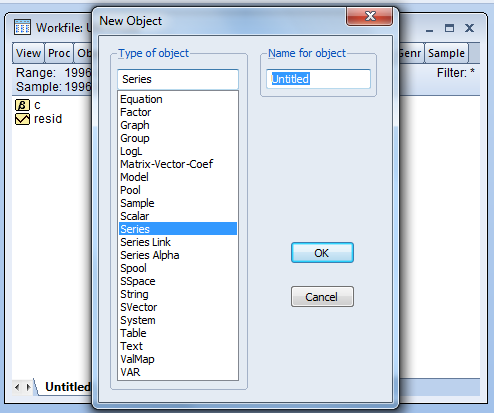 Workfile: U
New Object
View Proc Ob
Genr Sample
Range: 1996
Filter: *
Sample: 1996
c
resid
Type of object
Series
Equation
Factor
Graph
Group
LogL
Matrix-Vector-Coef
Model
Pool
Sample
Scalar
Series
Series Link
Series Alpha
Spool
SSpace
String
SVector
System
Table
Text
ValMap
VAR
Name for object
Untitled
OK
Cancel
Untitled